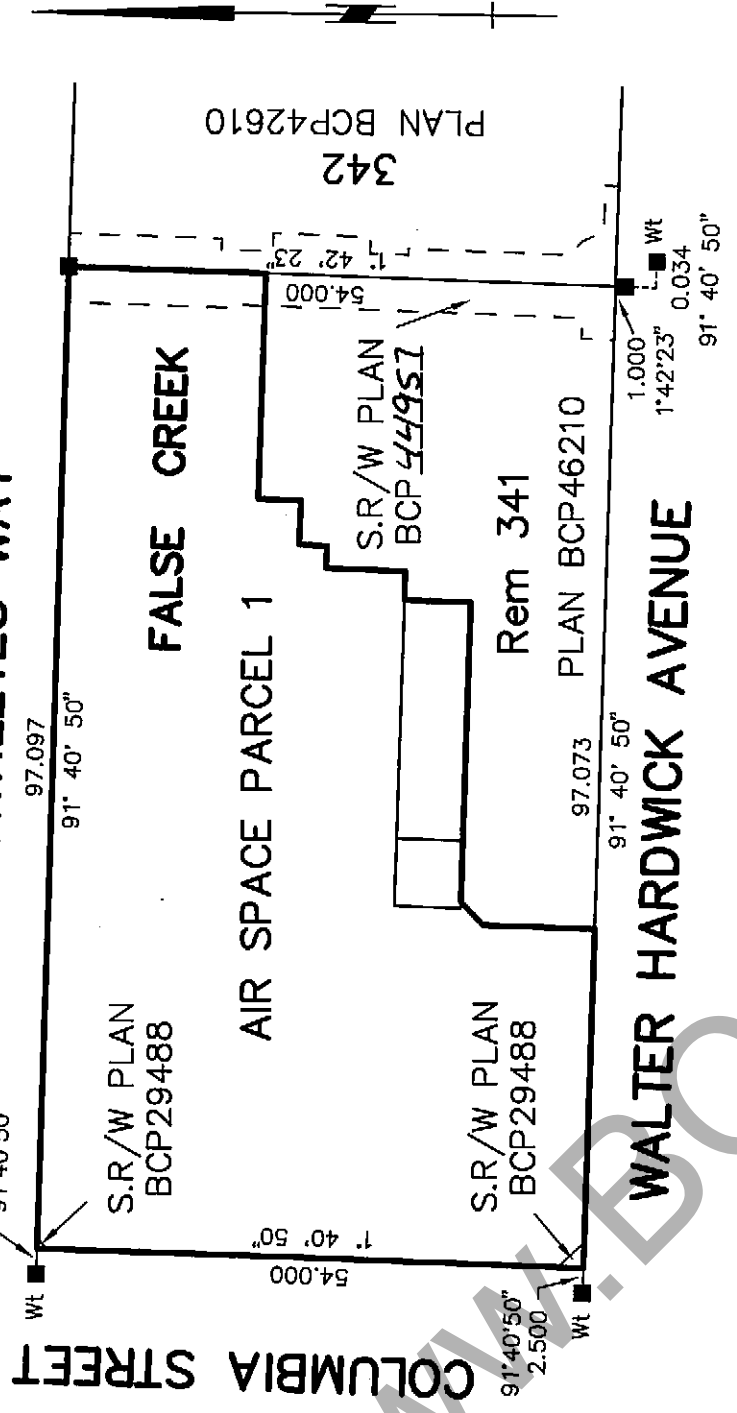 97.097
91° 40' 50"
FALSE CREEK
AIR SPACE PARCEL 1
S.R/W PLAN
BCP29488
S.R/W PLAN
BCP29488
1° 40' 50"
54.000
Wt
Wt
91°40'50"
2.500
COLUMBIA STREET
1° 42' 23"
54.000
S.R/W PLAN
BCP 44957
Rem 341
PLAN BCP46210
97.073
91° 40' 50"
WALTER HARDWICK AVENUE
342
PLAN BCP42610
1.000
1°42'23"
Wt
0.034
91° 40' 50"